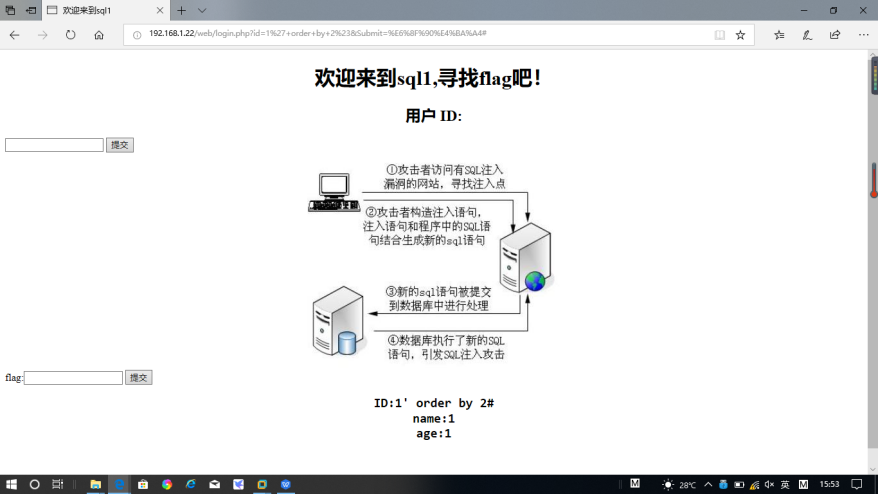 欢迎来到sql1
192.168.1.22/web/login.php?id=1%27+order+by+2%23&Submit=%E6%8F%90%E4%BA%A4#
欢迎来到sql1,寻找flag吧!
用户 ID:
提交
①攻击者访问有SQL注入
漏洞的网站，寻找注入点
②攻击者构造注入语句，
注入语句和程序中的SQL语
句结合生成新的sql语句
③新的sql语句被提交
到数据库中进行处理
④数据库执行了新的SQL
语句，引发SQL注入攻击
flag: 提交
ID:1' order by 2#
name:1
age:1
M 28°C 英 M 15:53